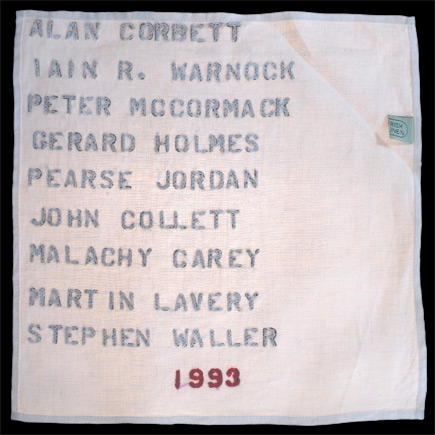 ALAN CORBETT
IAIN R. WARNOCK
PETER MCCORMACK
GERARD HOLMES
PEARSE JORDAN
JOHN COLLETT
MALACHY CAREY
MARTIN LAVERY
STEPHEN WALLER
1993